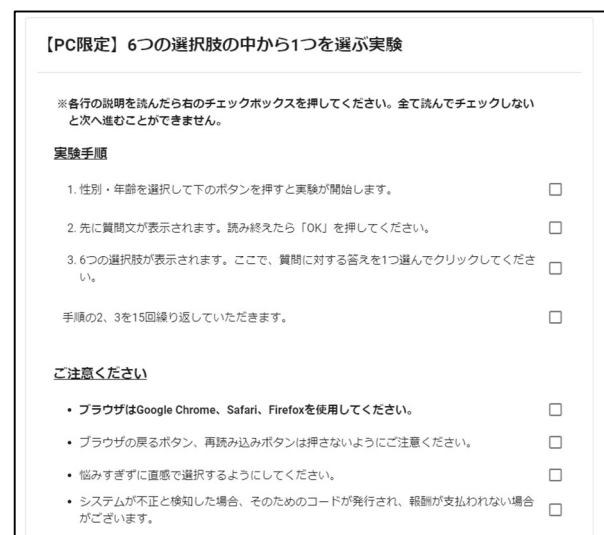 【PC限定】6つの選択肢の中から1つを選ぶ実験
※各行の説明を読んだら右のチェックボックスを押してください。全て読んでチェックしない
と次へ進むことができません。
実験手順
1. 性別・年齢を選択して下のボタンを押すと実験が開始します。
2. 先に質問文が表示されます。読み終えたら「OK」を押してください。
3. 6つの選択肢が表示されます。ここで、質問に対する答えを1つ選んでクリックしてくださ
い。
手順の2、3を15回繰り返していただきます。
ご注意ください
• ブラウザはGoogle Chrome、Safari、Firefoxを使用してください。
• ブラウザの戻るボタン、再読み込みボタンは押さないようにご注意ください。
• 悩みすぎずに直感で選択するようにしてください。
• システムが不正と検知した場合、そのためのコードが発行され、報酬が支払われない場合
がございます。